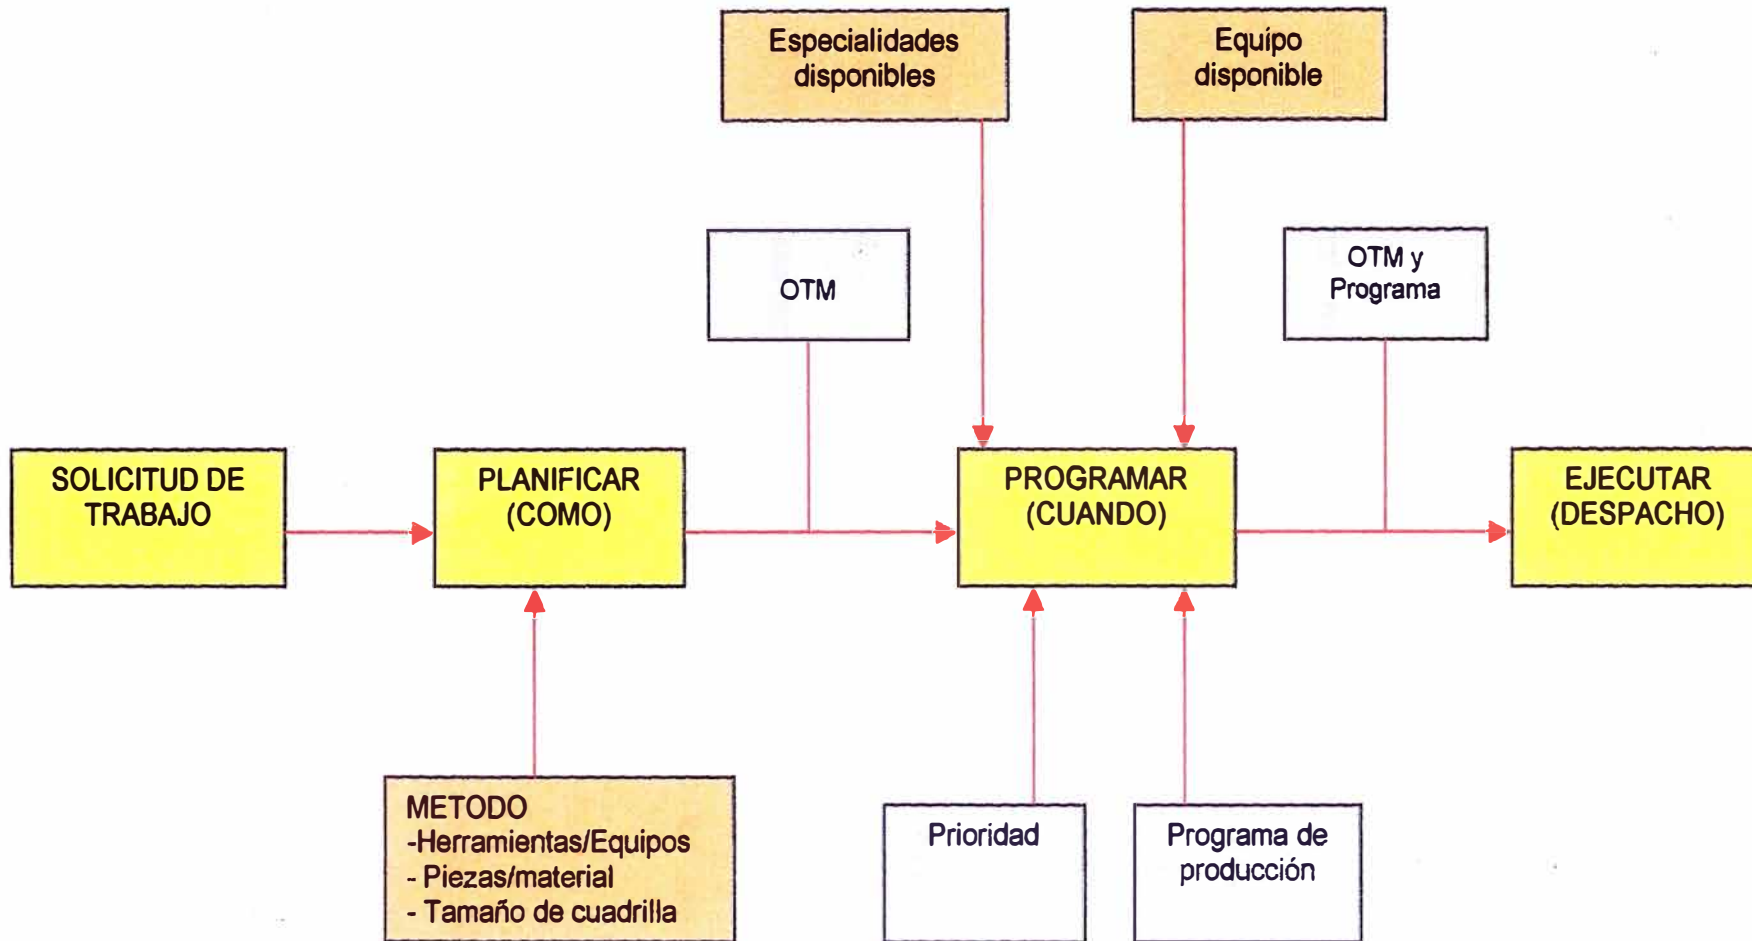 Especialidades
disponibles
Equipo
disponible
OTM
OTM y
Programa
SOLICITUD DE
TRABAJO
PLANIFICAR
(COMO)
PROGRAMAR
(CUANDO)
EJECUTAR
(DESPACHO)
METODO
-Herramientas/Equipos
- Piezas/material
- Tamaño de cuadrilla
Prioridad
Programa de
producción